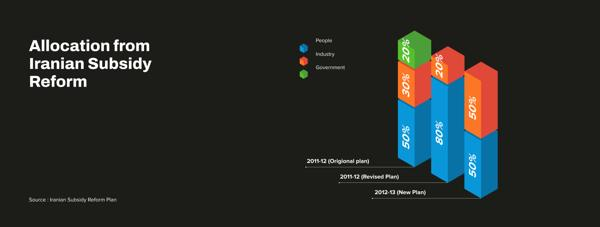 Allocation from
Iranian Subsidy
Reform
People
Industry
Government
20%
30%
50%
20%
80%
50%
50%
2011-12 (Origional plan)
2011-12 (Revised Plan)
2012-13 (New Plan)
Source : Iranian Subsidy Reform Plan